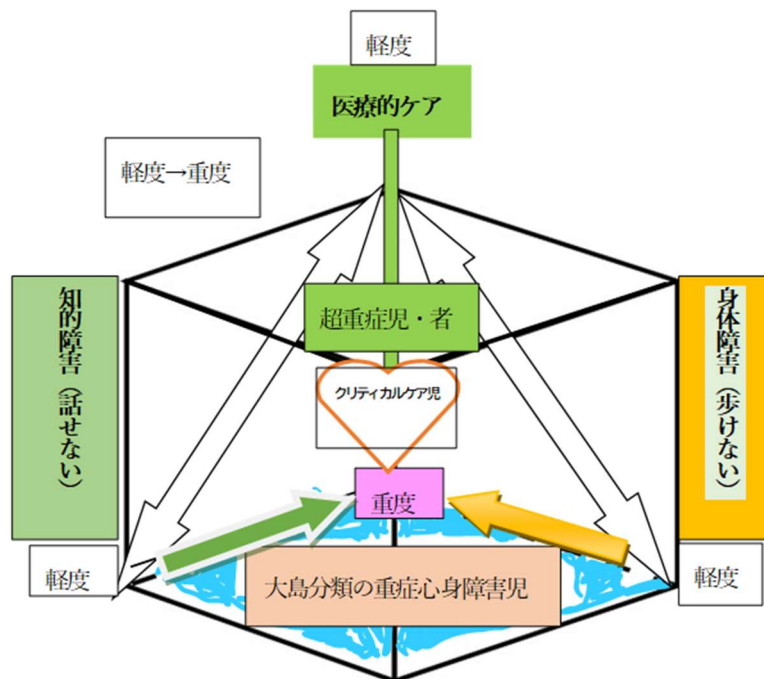 軽度
医療的ケア
軽度→重度
知的障害（話せない）
超重症児・者
身体障害（歩けない）
クリティカルケア児
重度
軽度
大島分類の重症心身障害児
軽度